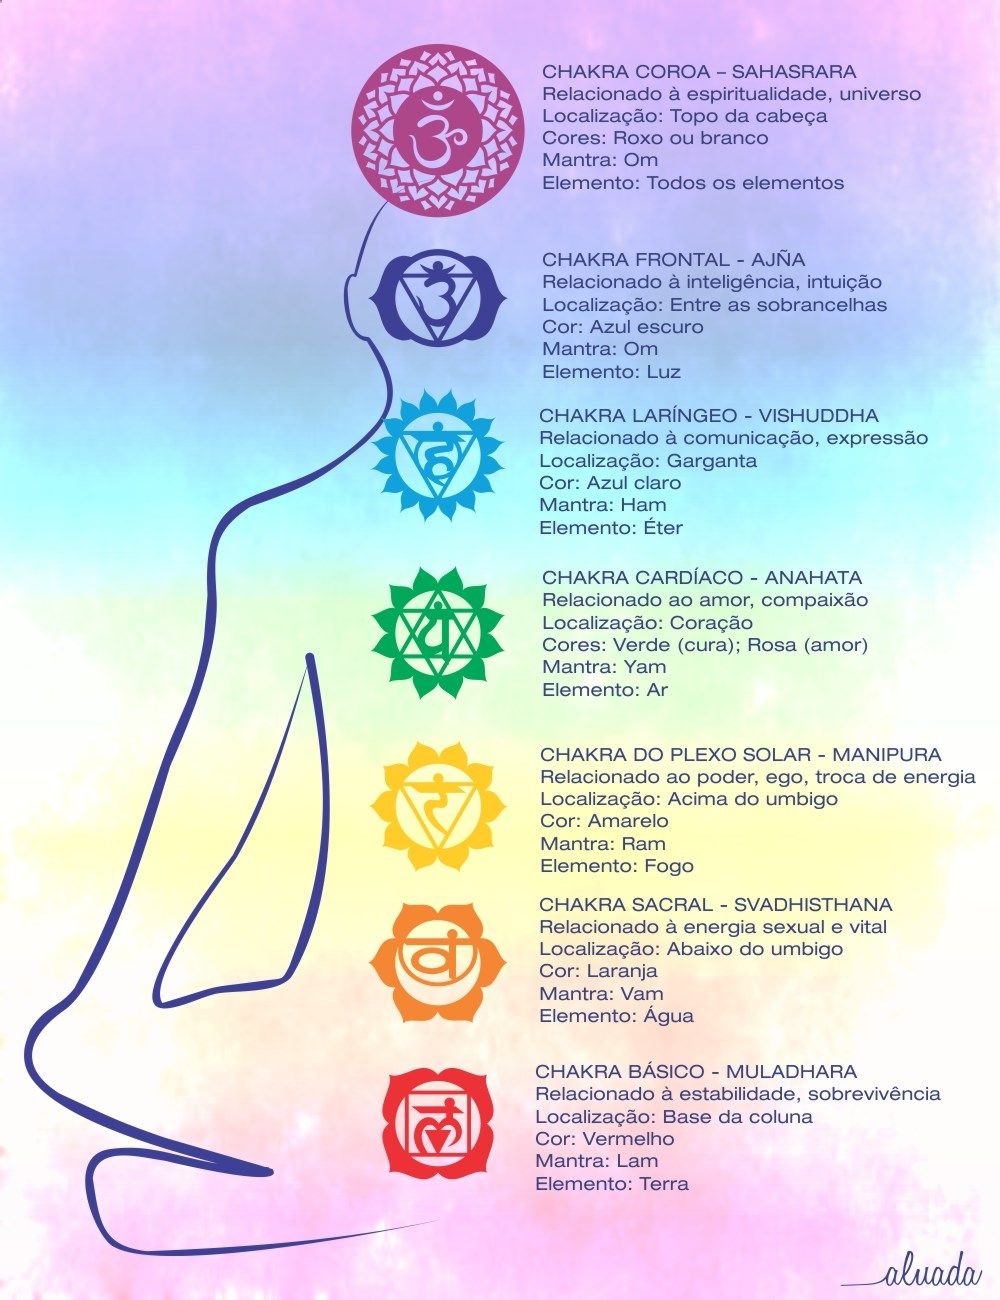 CHAKRA COROA – SAHASRARA
Relacionado à espiritualidade, universo
Localização: Topo da cabeça
Cores: Roxo ou branco
Mantra: Om
Elemento: Todos os elementos
CHAKRA FRONTAL - AJÑA
Relacionado à inteligência, intuição
Localização: Entre as sobrancelhas
Cor: Azul escuro
Mantra: Om
Elemento: Luz
CHAKRA LARÍNGEO - VISHUDDHA
Relacionado à comunicação, expressão
Localização: Garganta
Cor: Azul claro
Mantra: Ham
Elemento: Éter
CHAKRA CARDÍACO - ANAHATA
Relacionado ao amor, compaixão
Localização: Coração
Cores: Verde (cura); Rosa (amor)
Mantra: Yam
Elemento: Ar
CHAKRA DO PLEXO SOLAR - MANIPURA
Relacionado ao poder, ego, troca de energia
Localização: Acima do umbigo
Cor: Amarelo
Mantra: Ram
Elemento: Fogo
CHAKRA SACRAL - SVADHISTHANA
Relacionado à energia sexual e vital
Localização: Abaixo do umbigo
Cor: Laranja
Mantra: Vam
Elemento: Água
CHAKRA BÁSICO - MULADHARA
Relacionado à estabilidade, sobrevivência
Localização: Base da coluna
Cor: Vermelho
Mantra: Lam
Elemento: Terra
aluada